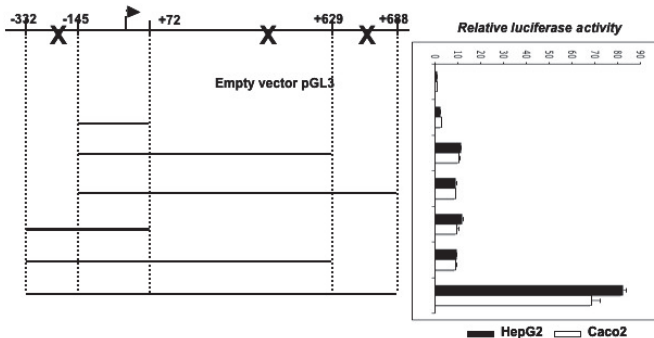 -332 -145 +72 +629 +688
X X X
Relative luciferase activity
0 10 20 30 40 50 60 70 80 90
Empty vector pGL3
HepG2 Caco2